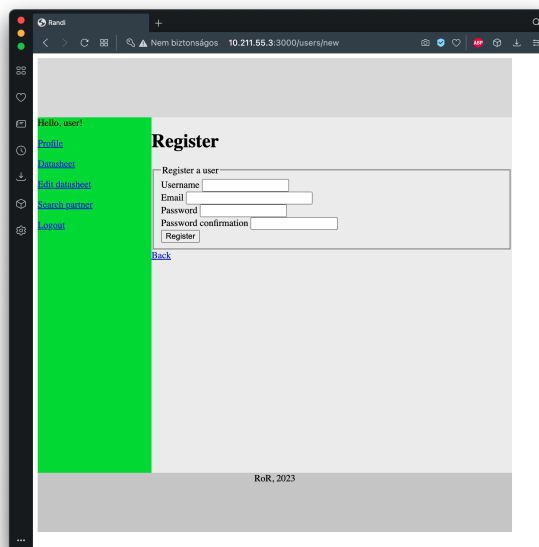 Randi
Nem biztonságos 10.211.55.3:3000/users/new
ABP
Hello, user!
Profile
Datasheet
Edit datasheet
Search partner
Logout
Register
Register a user
Username
Email
Password
Password confirmation
Register
Back
RoR, 2023